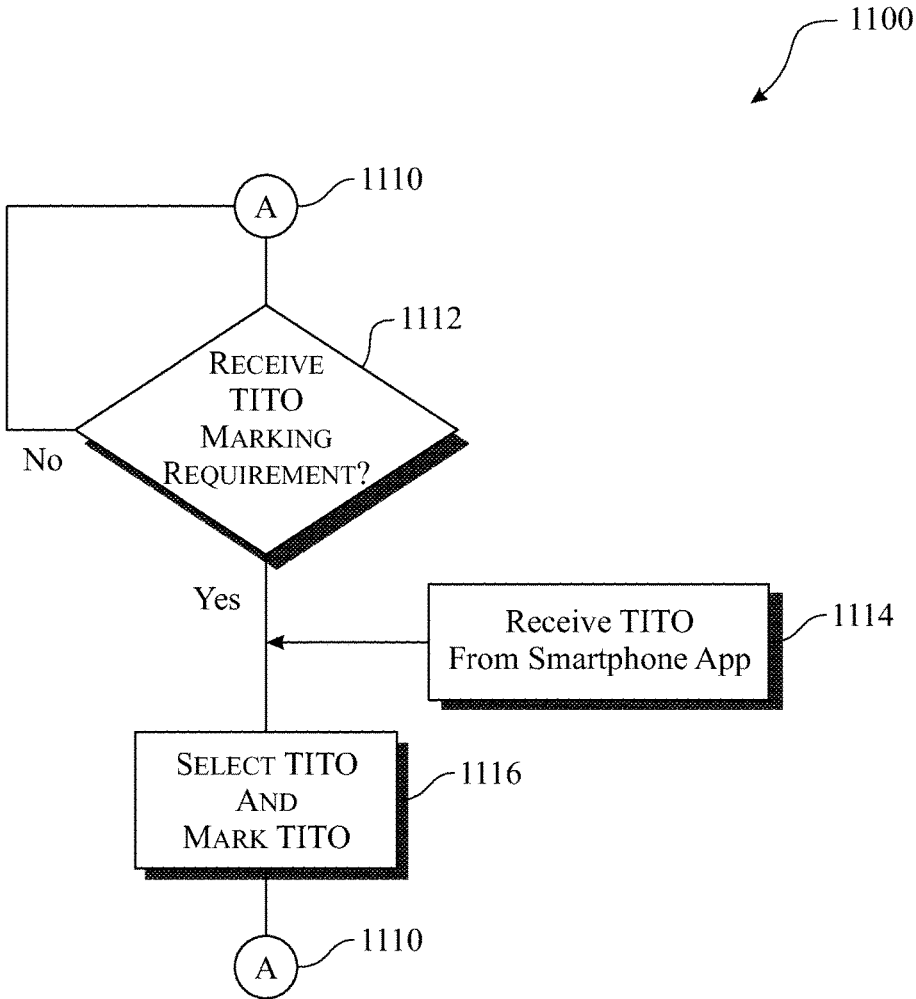 1100
A
1110
1112
RECEIVE
TITO
MARKING
REQUIREMENT?
No
Yes
Receive TITO
From Smartphone App
1114
SELECT TITO
AND
MARK TITO
1116
A
1110